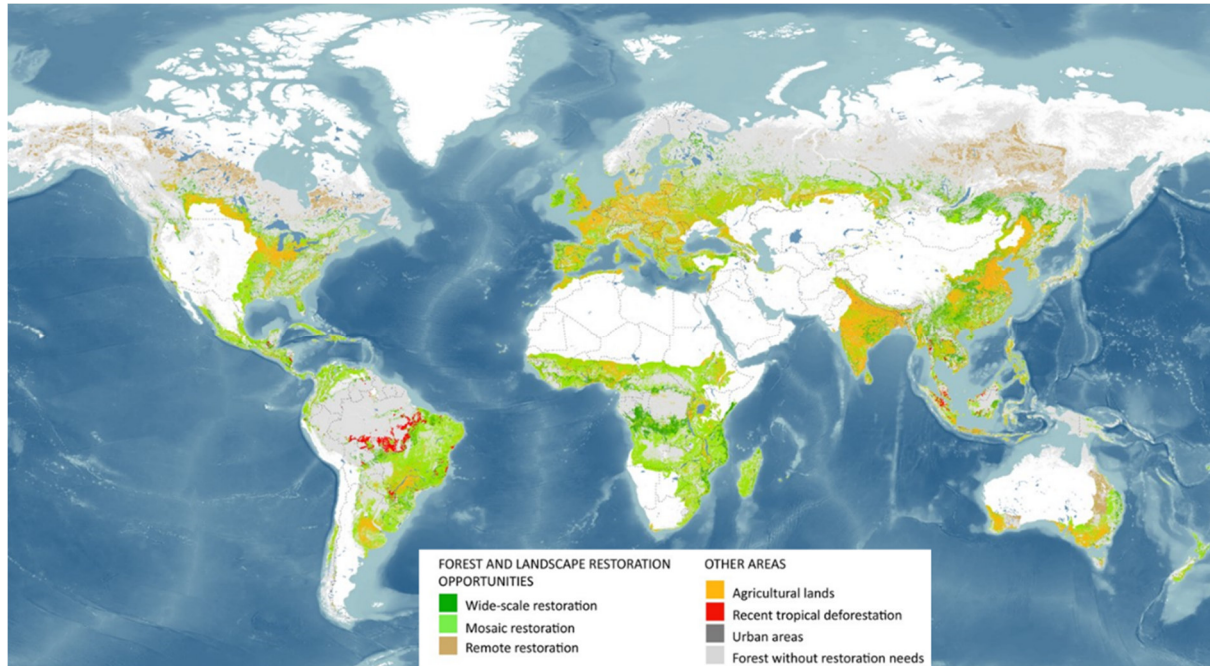 FOREST AND LANDSCAPE RESTORATION
OPPORTUNITIES
Wide-scale restoration
Mosaic restoration
Remote restoration
OTHER AREAS
Agricultural lands
Recent tropical deforestation
Urban areas
Forest without restoration needs